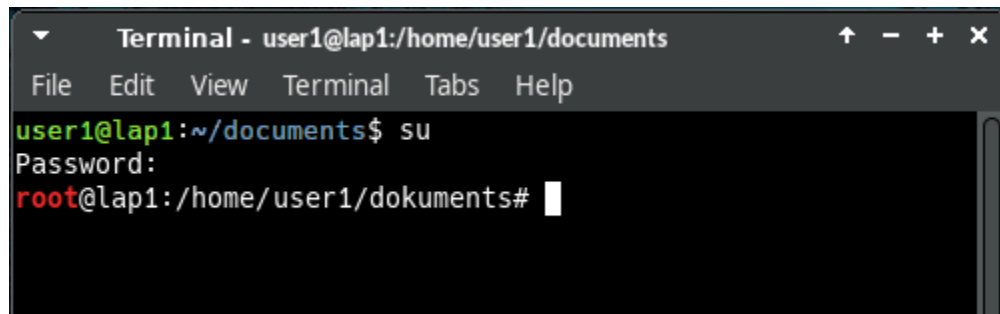 Terminal - user1@lap1:/home/user1/documents
File Edit View Terminal Tabs Help
user1@lap1:~/documents$ su
Password:
root@lap1:/home/user1/dokuments#